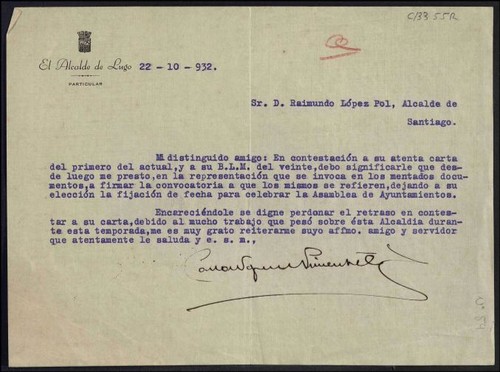 C/33 55R
El Alcalde de Lugo
PARTICULAR
22 - 10 - 932.
Sr. D. Raimundo López Pol, Alcalde de
Santiago.
Mi distinguido amigo: En contestación a su atenta carta
del primero del actual, y a su B.L.M. del veinte, debo significarle que des-
de luego me presto, en la representación que se invoca en los mentados docu-
mentos, a firmar la convocatoria a que los mismos se refieren, dejando a su
elección la fijación de fecha para celebrar la Asamblea de Ayuntamientos.
Encareciéndole se digne perdonar el retraso en contes-
tar a su carta, debido al mucho trabajo que pesó sobre ésta Alcaldia durante
esta temporada, me es muy grato reiterarme suyo affmo. amigo y servidor
que atentamente le saluda y e. s. m.,